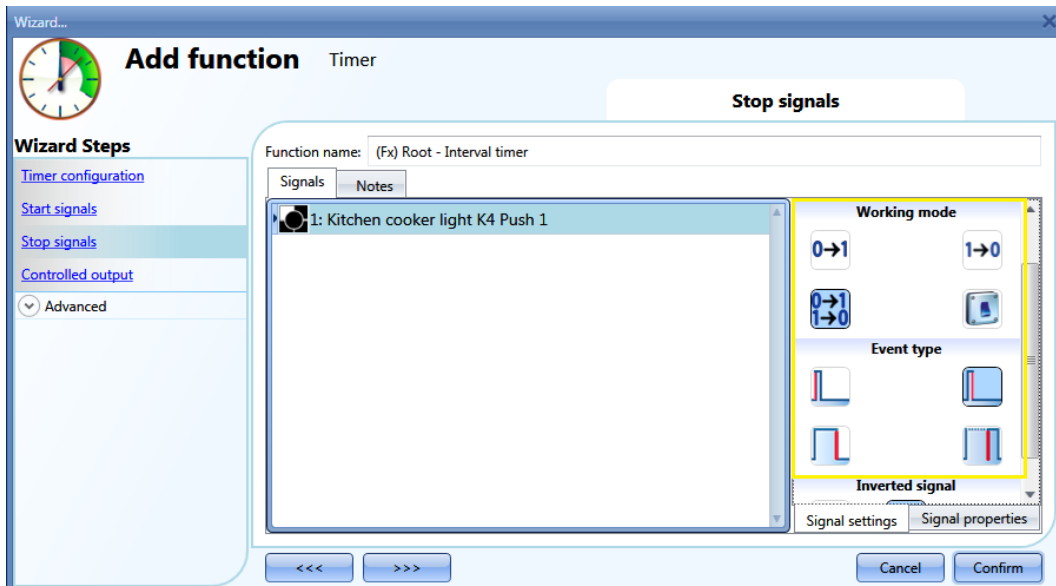 Wizard...
Add function Timer
Stop signals
Wizard Steps
Timer configuration
Start signals
Stop signals
Controlled output
Advanced
Function name: (Fx) Root - Interval timer
Signals Notes
1: Kitchen cooker light K4 Push 1
Working mode
0→1 1→0
0→1
1→0
Event type
Inverted signal
Signal settings Signal properties
<<< >>> Cancel Confirm